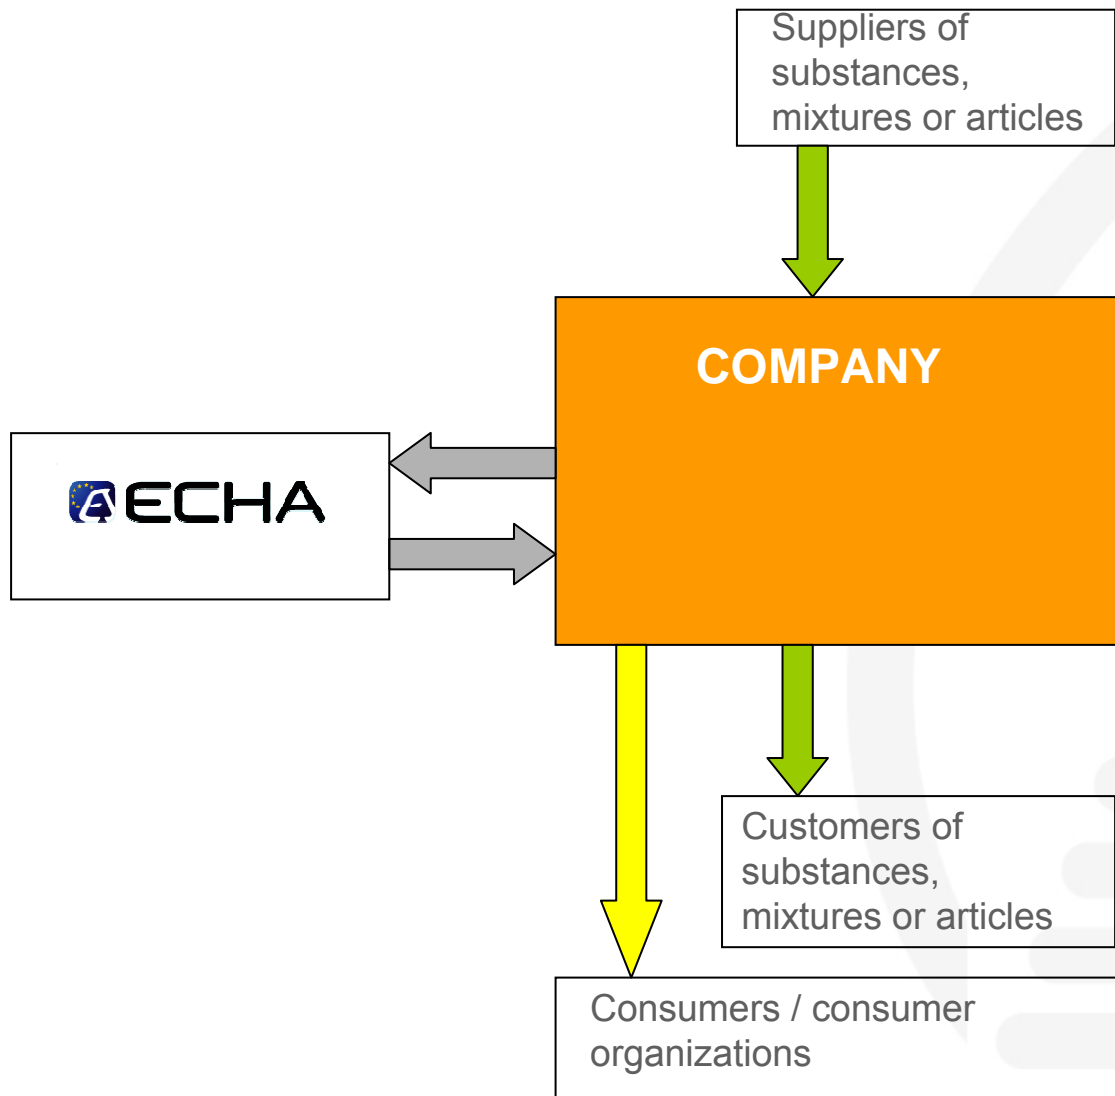 Suppliers of
substances,
mixtures or articles
COMPANY
ECHA
Customers of
substances,
mixtures or articles
Consumers / consumer
organizations